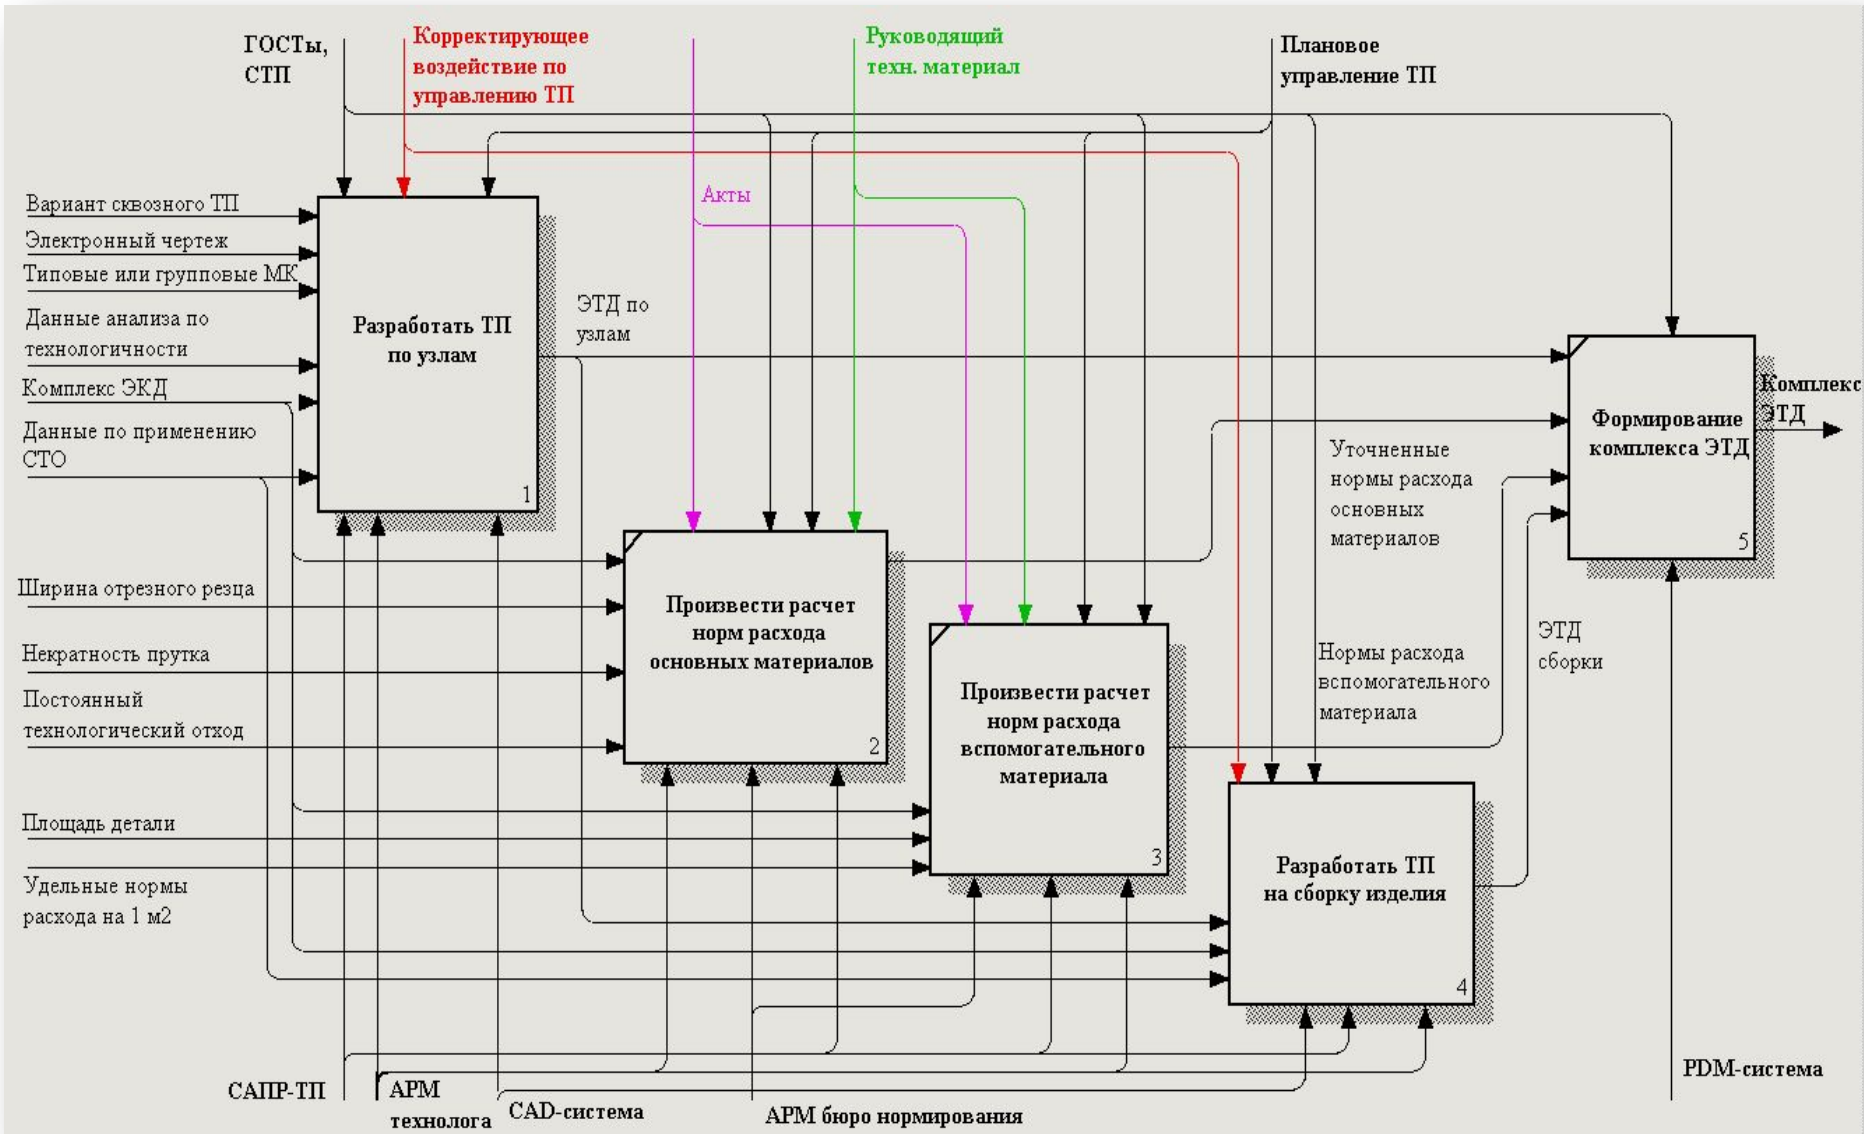 ГОСТы,
СТП
Корректирующее
воздействие по
управлению ТП
Руководящий
техн. материал
Плановое
управление ТП
Акты
Вариант сквозного ТП
Электронный чертеж
Типовые или групповые МК
Данные анализа по
технологичности
Комплекс ЭКД
Данные по применению
СТО
Разработать ТП
по узлам
1
ЭТД по
узлам
Ширина отрезного резца
Некратность прутка
Постоянный
технологический отход
Произвести расчет
норм расхода
основных материалов
2
Площадь детали
Удельные нормы
расхода на 1 м2
Произвести расчет
норм расхода
вспомогательного
материала
3
Разработать ТП
на сборку изделия
4
Уточненные
нормы расхода
основных
материалов
Нормы расхода
вспомогательного
материала
ЭТД
сборки
Формирование
комплекса ЭТД
5
Комплекс
ЭТД
САПР-ТП
АРМ
технолога
CAD-система
АРМ бюро нормирования
PDM-система